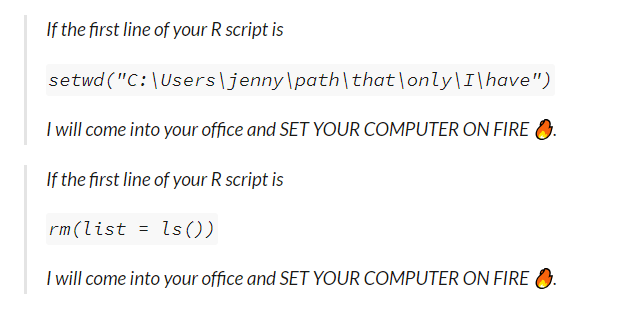 If the first line of your R script is
setwd("C:\Users\jenny\path\that\only\I\have")
I will come into your office and SET YOUR COMPUTER ON FIRE 🔥.
If the first line of your R script is
rm(list = ls())
I will come into your office and SET YOUR COMPUTER ON FIRE 🔥.